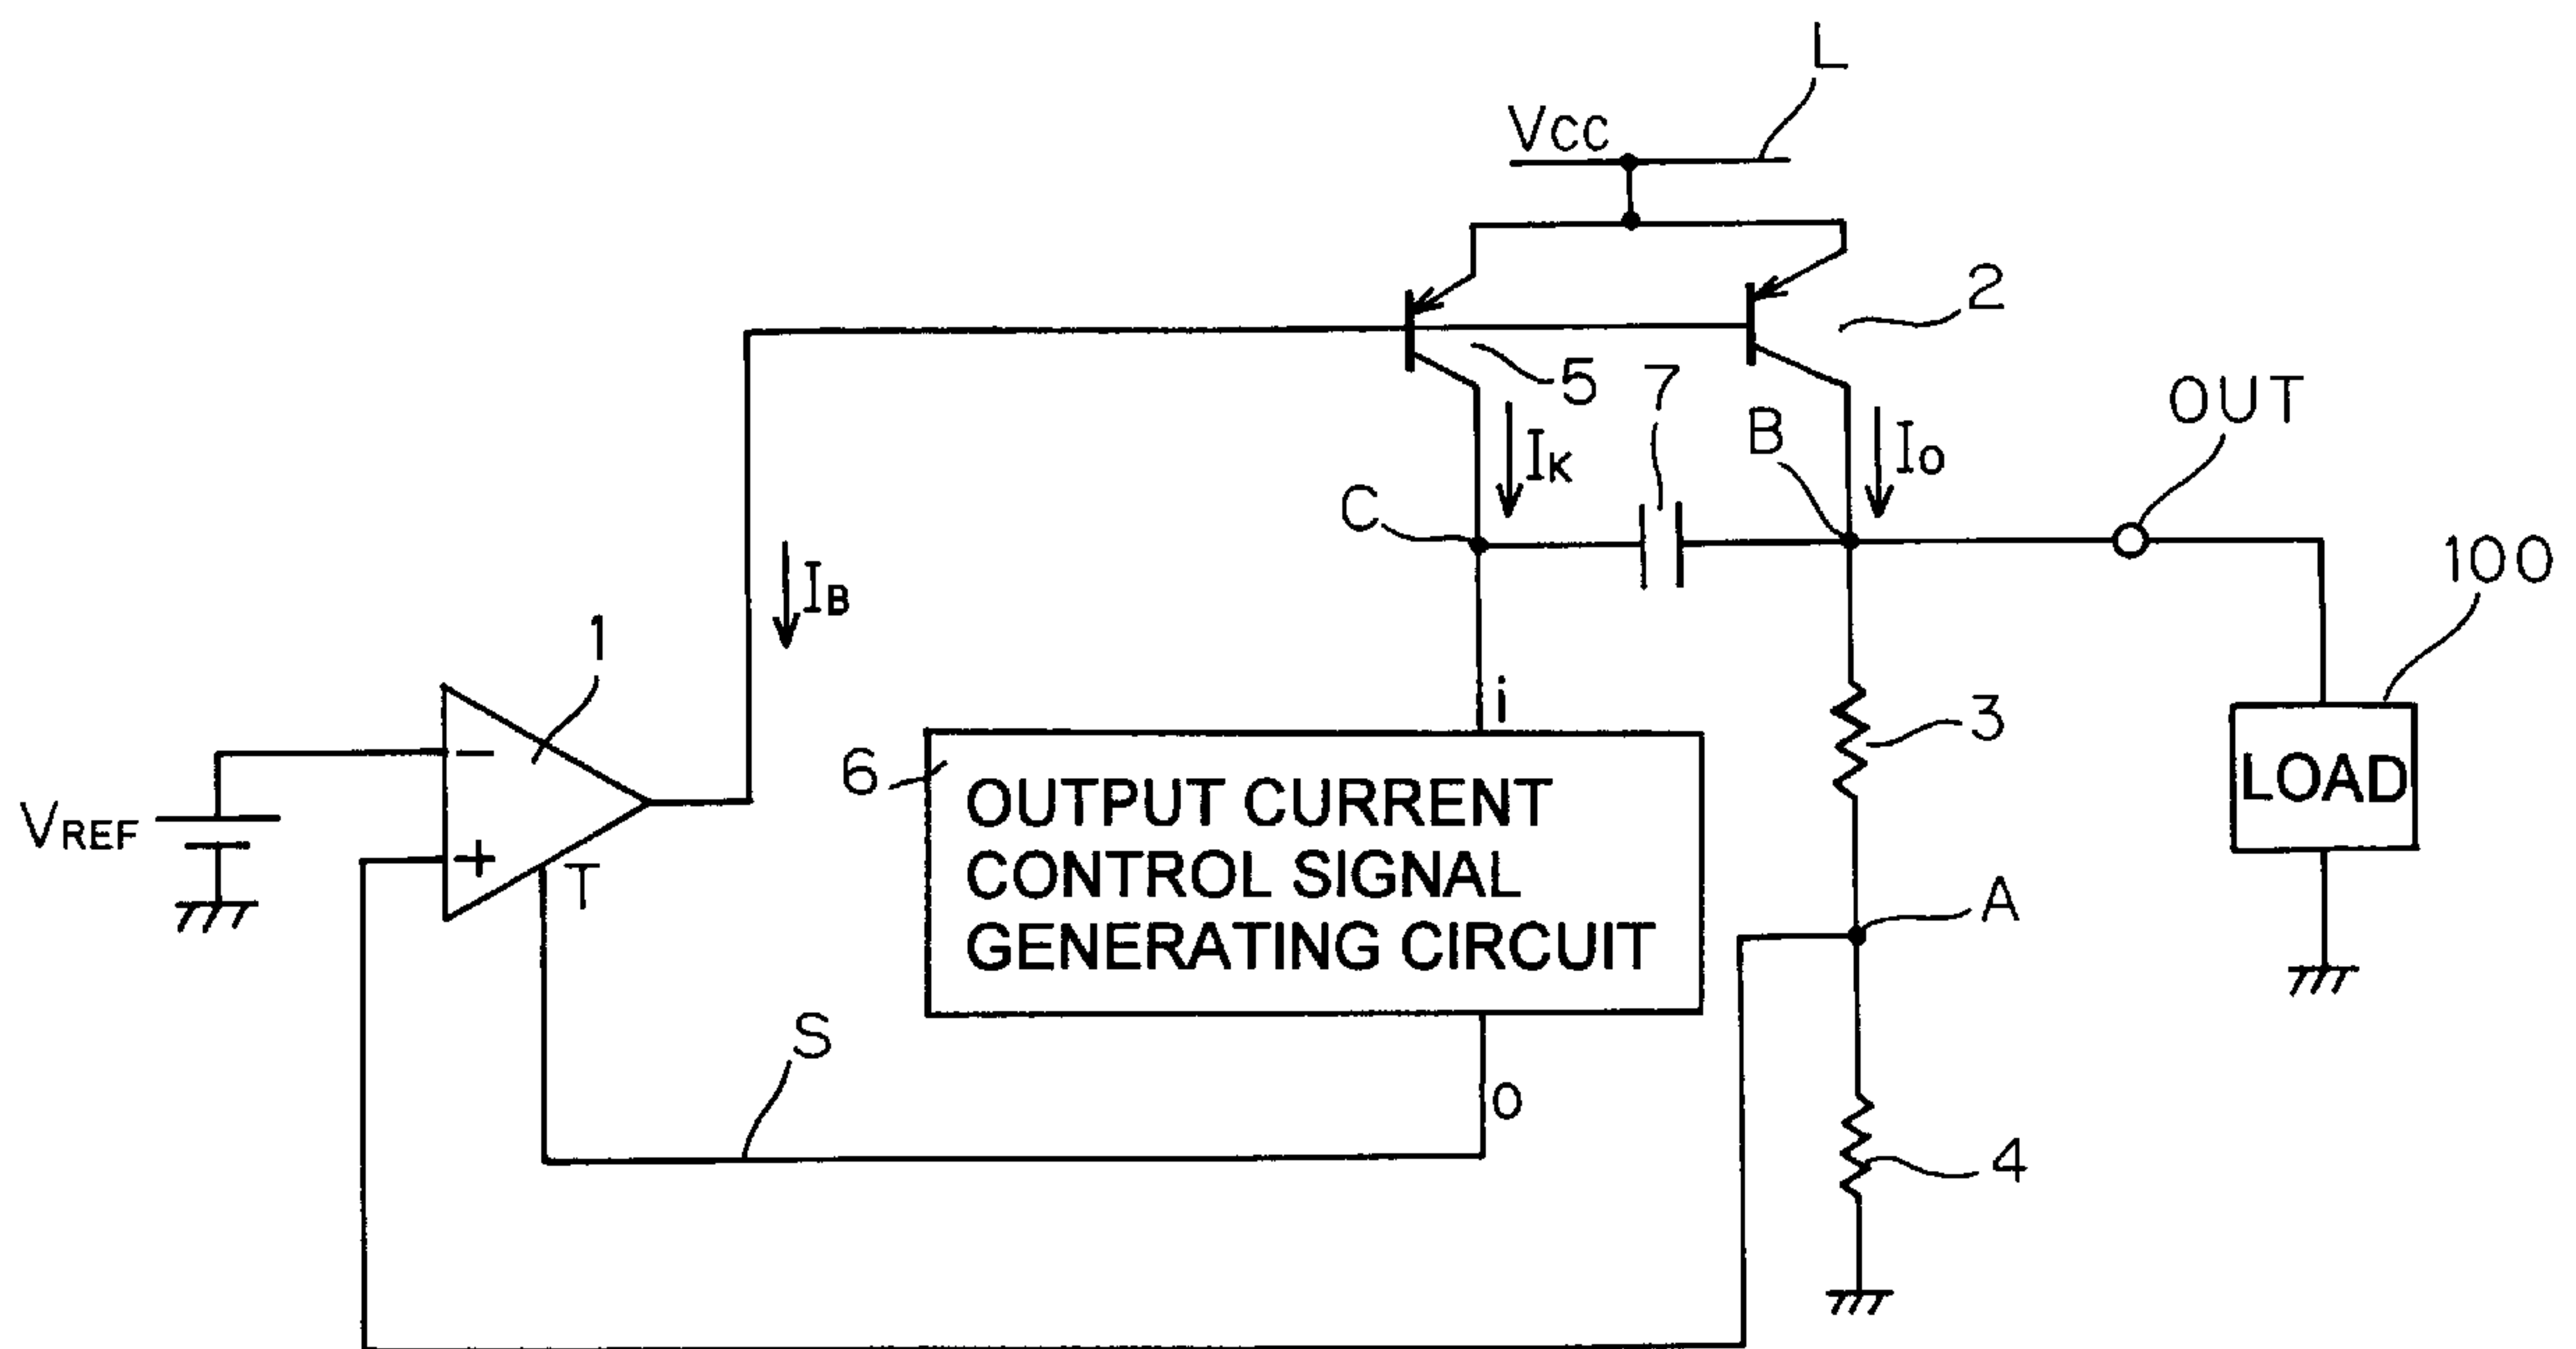 L
VCC
2
5
7
OUT
B
IO
IK
C
100
IB
1
i
3
6
OUTPUT CURRENT
CONTROL SIGNAL
GENERATING CIRCUIT
LOAD
−
VREF
+
T
A
S
o
4